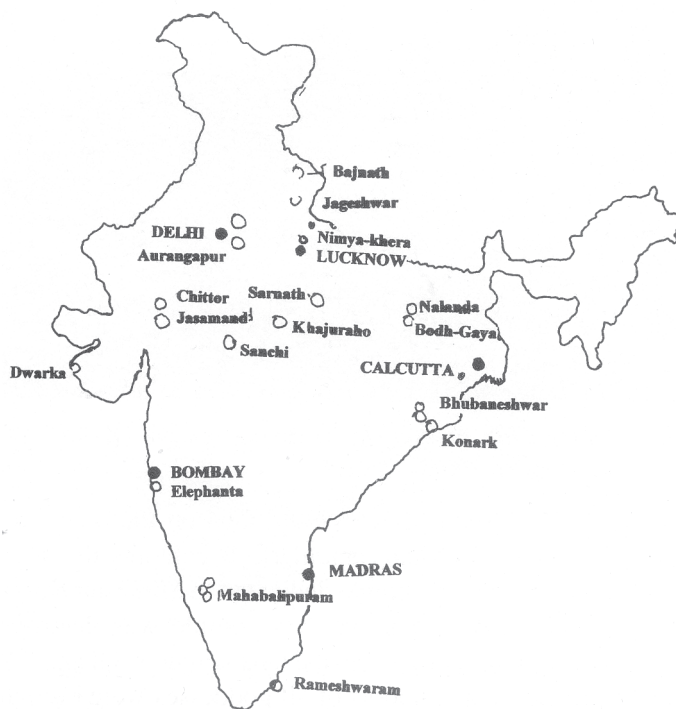 Bajnath
Jageshwar
DELHI
Nimya-khera
Aurangapur
LUCKNOW
Chittor
Sarnath
Nalanda
Jasamand
Khajuraho
Bodh-Gaya
Sanchi
Dwarka
CALCUTTA
Bhubaneshwar
Konark
BOMBAY
Elephanta
MADRAS
Mahabalipuram
Rameshwaram